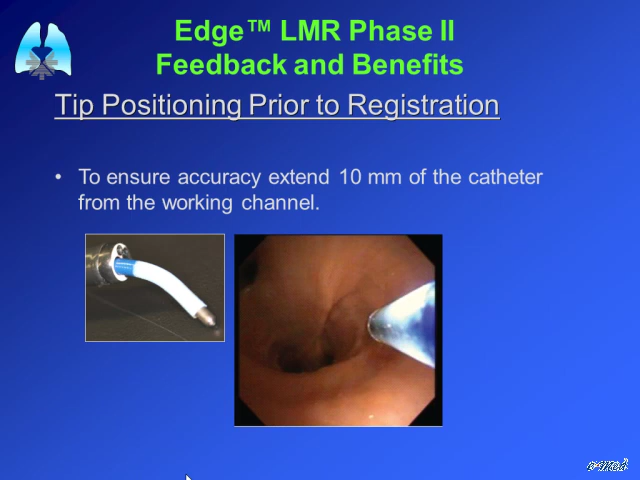 Edge™ LMR Phase II
Feedback and Benefits
Tip Positioning Prior to Registration
• To ensure accuracy extend 10 mm of the catheter
from the working channel.
e-med